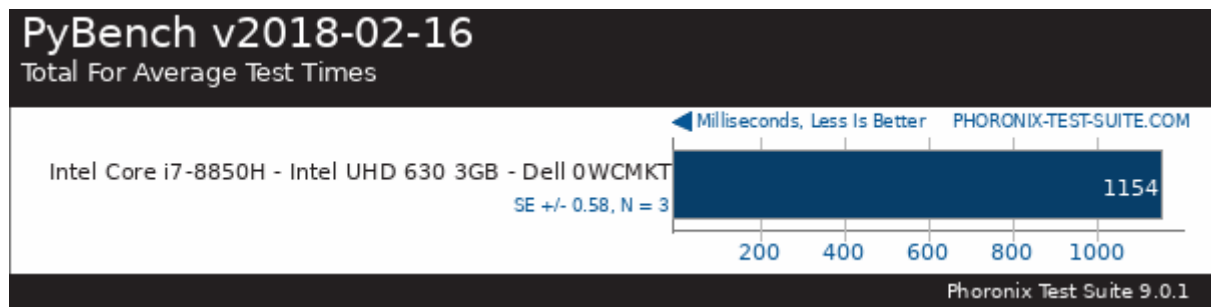 PyBench v2018-02-16
Total For Average Test Times
Milliseconds, Less Is Better PHORONIX-TEST-SUITE.COM
Intel Core i7-8850H - Intel UHD 630 3GB - Dell 0WCMKT
1154
SE +/- 0.58, N = 3
200 400 600 800 1000
Phoronix Test Suite 9.0.1